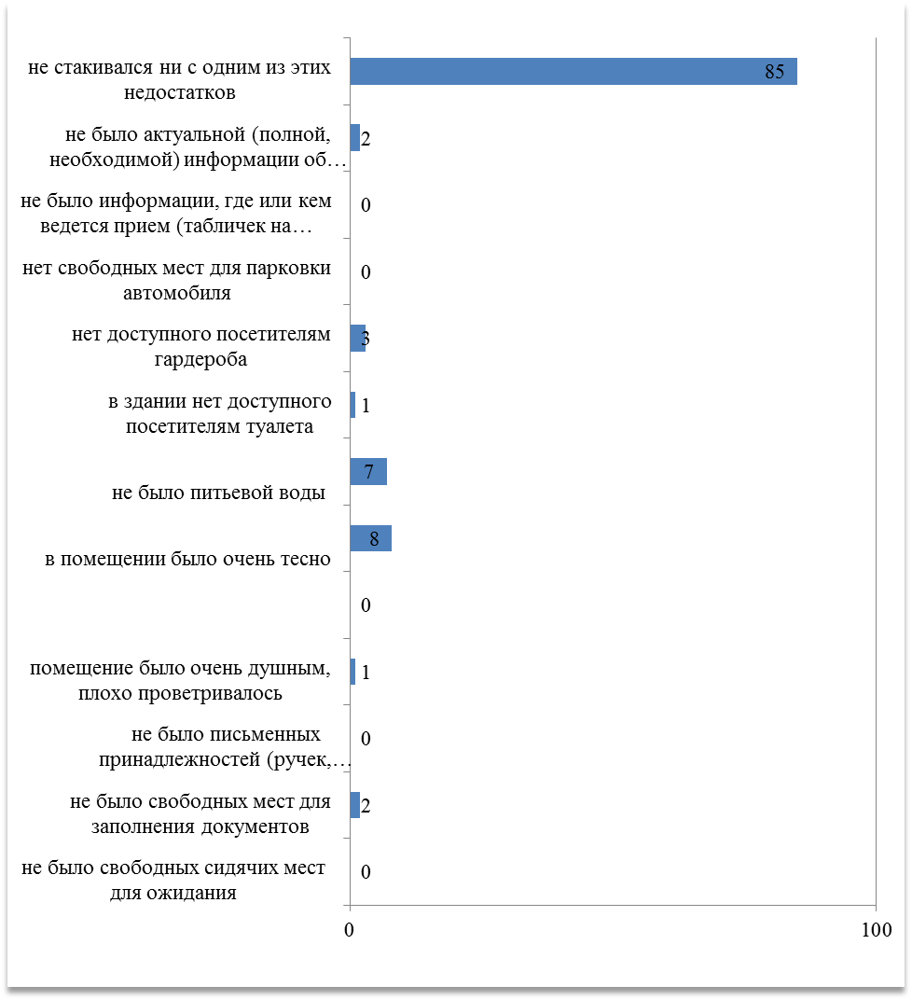 не стакивался ни с одним из этих
недостатков
85
не было актуальной (полной,
необходимой) информации об…
2
не было информации, где или кем
ведется прием (табличек на…
0
нет свободных мест для парковки
автомобиля
0
нет доступного посетителям
гардероба
3
в здании нет доступного
посетителям туалета
1
не было питьевой воды
7
в помещении было очень тесно
8
0
помещение было очень душным,
плохо проветривалось
1
не было письменных
принадлежностей (ручек,…
0
не было свободных мест для
заполнения документов
2
не было свободных сидячих мест
для ожидания
0
0
100